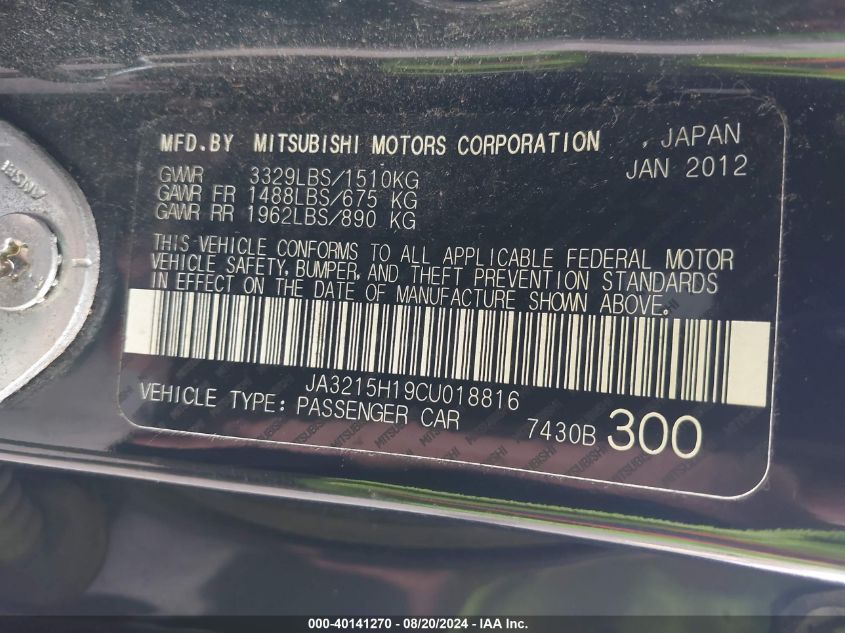 MFD.BY MITSUBISHI MOTORS CORPORATION , JAPAN
JAN 2012
GVWR 3329LBS/1510KG
GAWR FR 1488LBS/675 KG
GAWR RR 1962LBS/890 KG
THIS VEHICLE CONFORMS TO ALL APPLICABLE FEDERAL MOTOR
VEHICLE SAFETY, BUMPER, AND THEFT PREVENTION STANDARDS
IN EFFECT ON THE DATE OF MANUFACTURE SHOWN ABOVE.
JA3215H19CU018816
VEHICLE TYPE: PASSENGER CAR 7430B 300
000-40141270 - 08/20/2024 - IAA Inc.